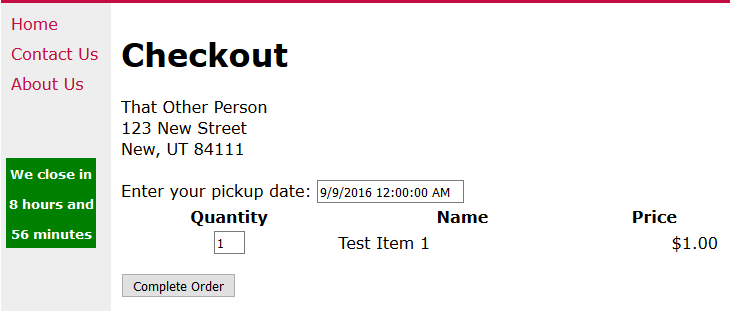 Home
Contact Us
About Us
We close in
8 hours and
56 minutes
Checkout
That Other Person
123 New Street
New, UT 84111
Enter your pickup date: 9/9/2016 12:00:00 AM
Quantity Name Price
1 Test Item 1 $1.00
Complete Order